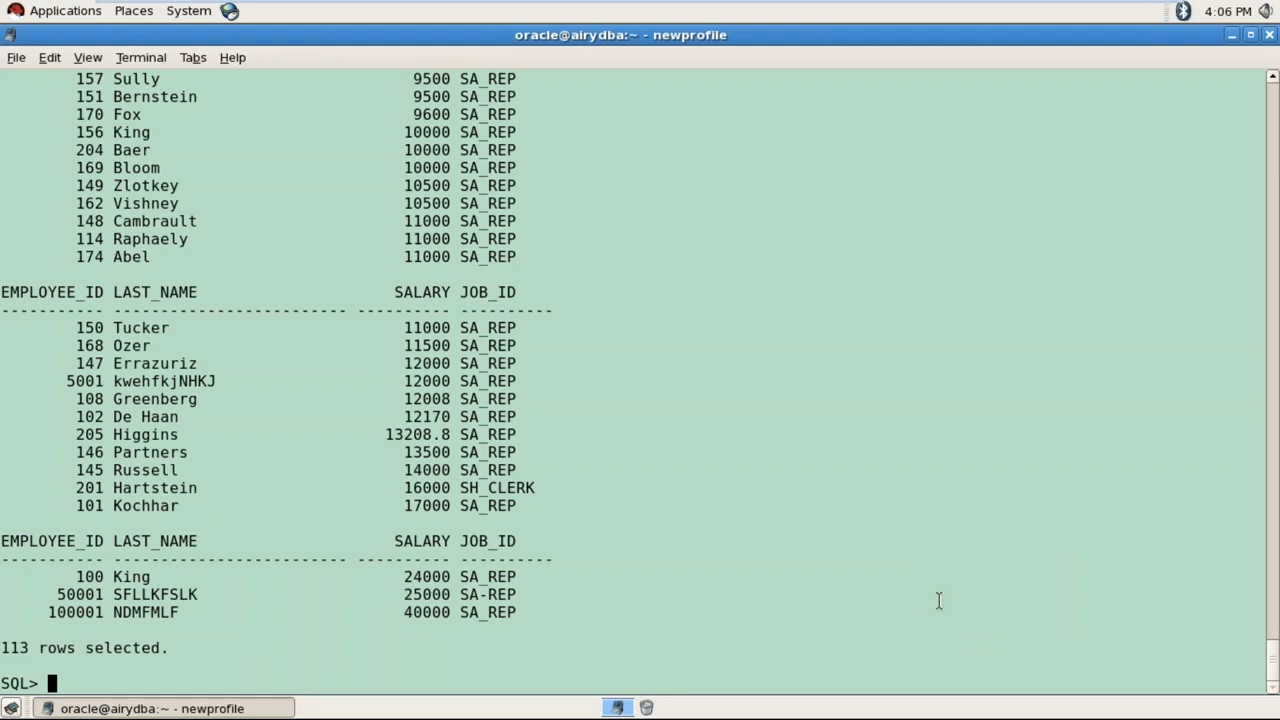 Applications Places System 4:06 PM
oracle@airydba:~ - newprofile
File Edit View Terminal Tabs Help
157 Sully 9500 SA_REP
151 Bernstein 9500 SA_REP
170 Fox 9600 SA_REP
156 King 10000 SA_REP
204 Baer 10000 SA_REP
169 Bloom 10000 SA_REP
149 Zlotkey 10500 SA_REP
162 Vishney 10500 SA_REP
148 Cambrault 11000 SA_REP
114 Raphaely 11000 SA_REP
174 Abel 11000 SA_REP
EMPLOYEE_ID LAST_NAME SALARY JOB_ID
----------- ------------------------- ---------- ----------
150 Tucker 11000 SA_REP
168 Ozer 11500 SA_REP
147 Errazuriz 12000 SA_REP
5001 kwehfkjNHKJ 12000 SA_REP
108 Greenberg 12008 SA_REP
102 De Haan 12170 SA_REP
205 Higgins 13208.8 SA_REP
146 Partners 13500 SA_REP
145 Russell 14000 SA_REP
201 Hartstein 16000 SH_CLERK
101 Kochhar 17000 SA_REP
EMPLOYEE_ID LAST_NAME SALARY JOB_ID
----------- ------------------------- ---------- ----------
100 King 24000 SA_REP
50001 SFLLKFSLK 25000 SA-REP
100001 NDMFMLF 40000 SA_REP
113 rows selected.
SQL>
oracle@airydba:~ - newprofile